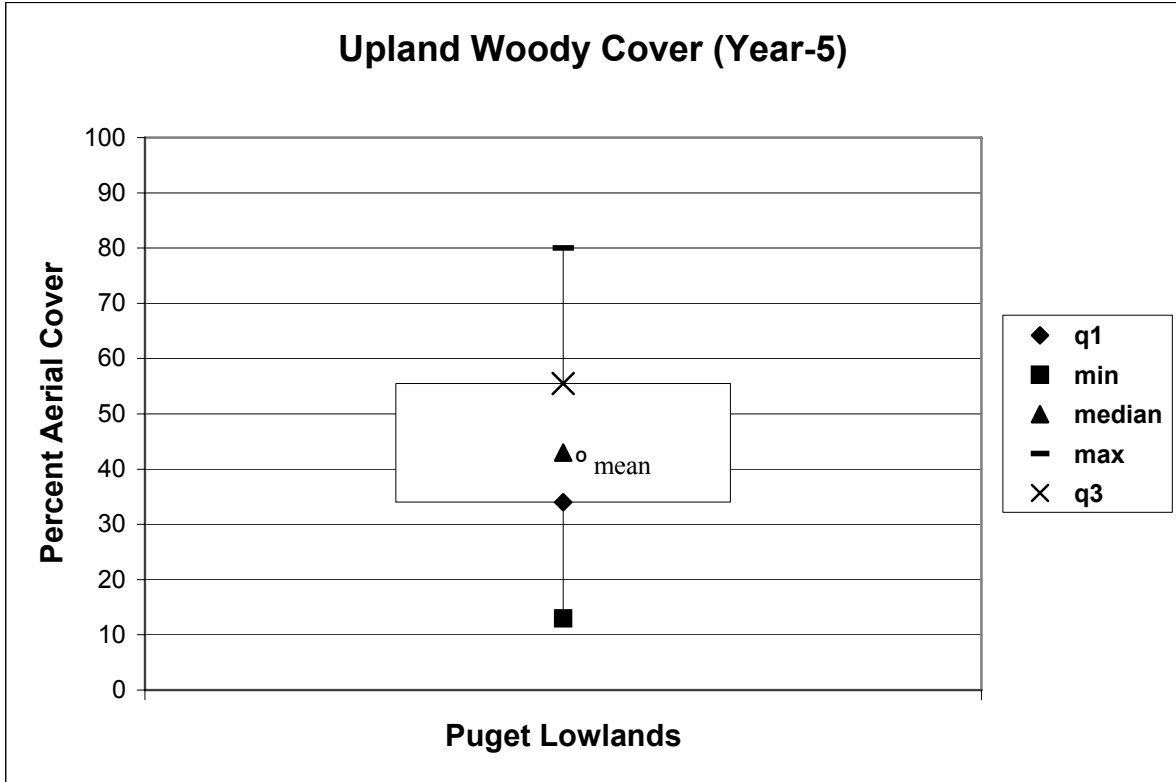 Upland Woody Cover (Year-5)
100
90
80
70
60
50
40
30
20
10
0
Percent Aerial Cover
mean
Puget Lowlands
q1
min
median
max
q3